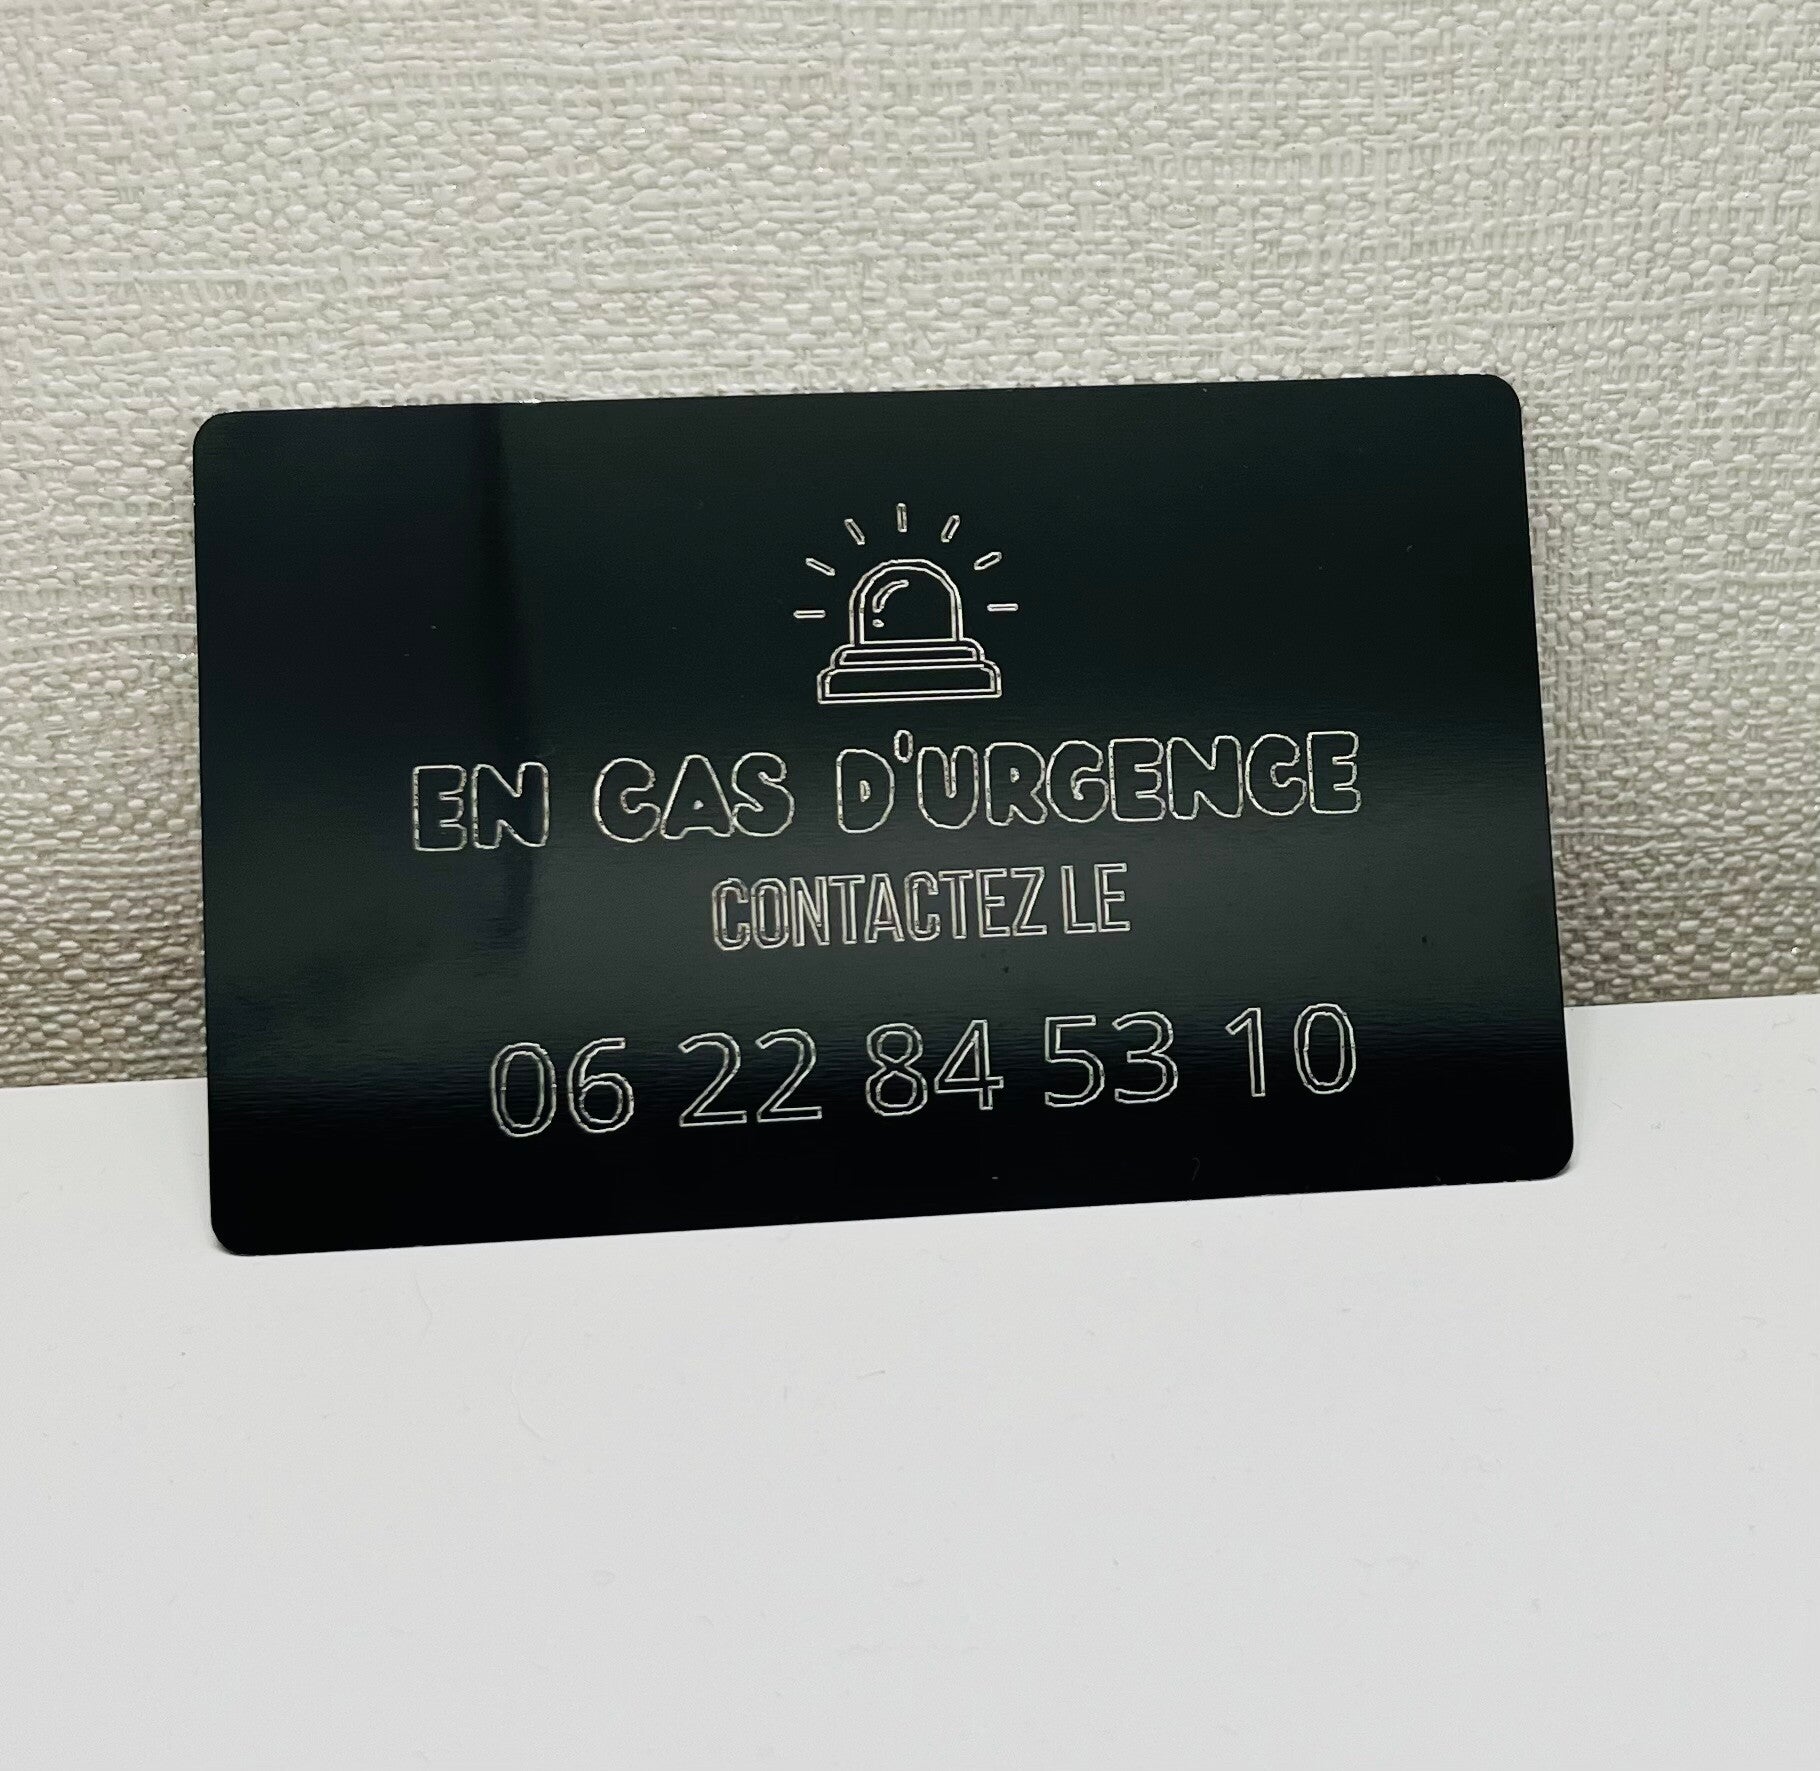 EN CAS D'URGENCE
CONTACTEZ LE
06 22 84 53 10